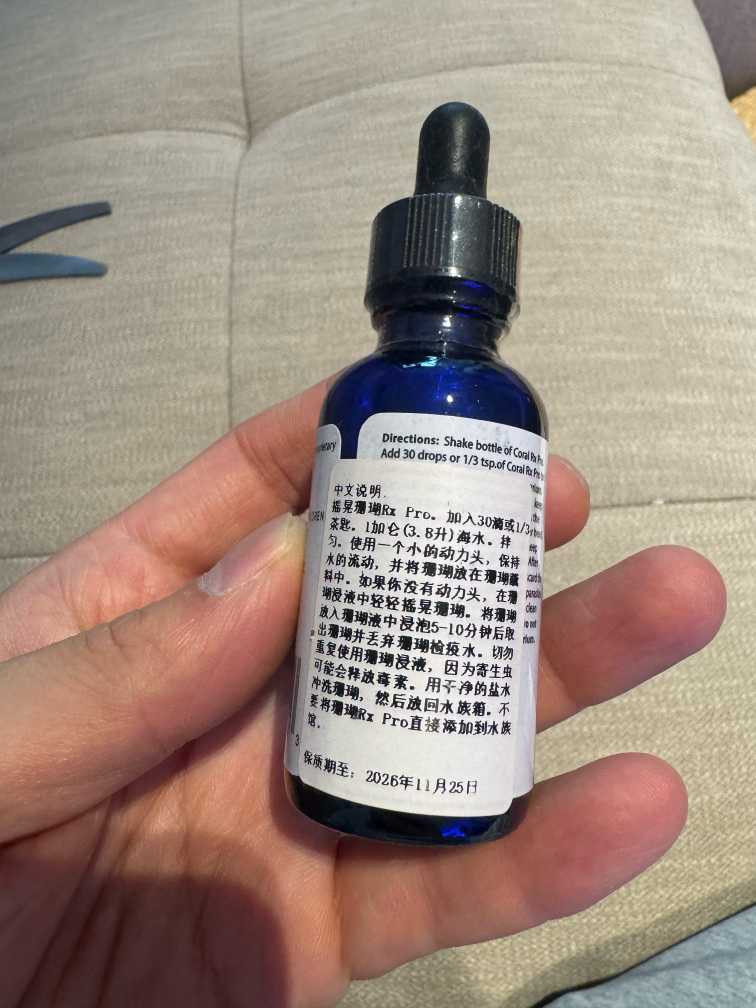 Directions: Shake bottle of Coral Rx
Add 30 drops or 1/3 tsp.of Coral Rx
中文说明.
摇晃珊瑚Rx Pro。加入30滴或1/3
茶匙。1加仑(3.8升)海水。拌
匀。使用一个小的动力头，保持
水的流动，并将珊瑚放在珊瑚蘸
料中。如果你没有动力头，在珊
瑚浸液中轻轻摇晃珊瑚。将珊瑚
放入珊瑚液中浸泡5-10分钟后取
出珊瑚并丢弃珊瑚检疫水。切勿
重复使用珊瑚浸液，因为寄生虫
可能会释放毒素。用干净的盐水
冲洗珊瑚，然后放回水族箱。不
要将珊瑚Rx Pro直接添加到水族
馆.
保质期至：2026年11月25日